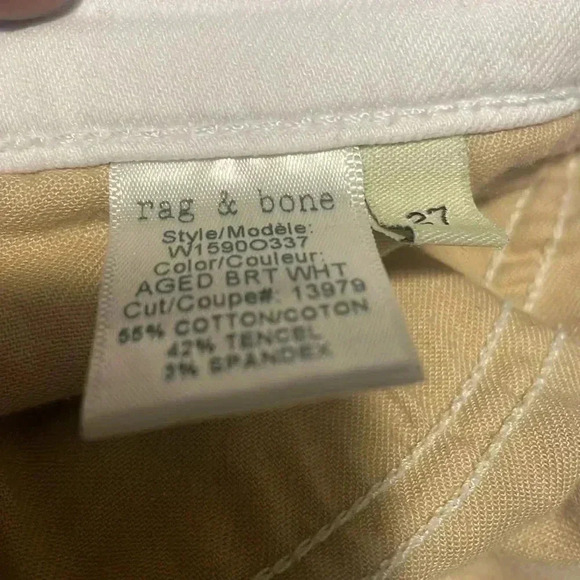 rag & bone
Style/Modèle:
W1590O337
Color/Couleur:
AGED BRT WHT
Cut/Coupe#: 13979
55% COTTON/COTON
42% TENCEL
3% SPANDEX
27